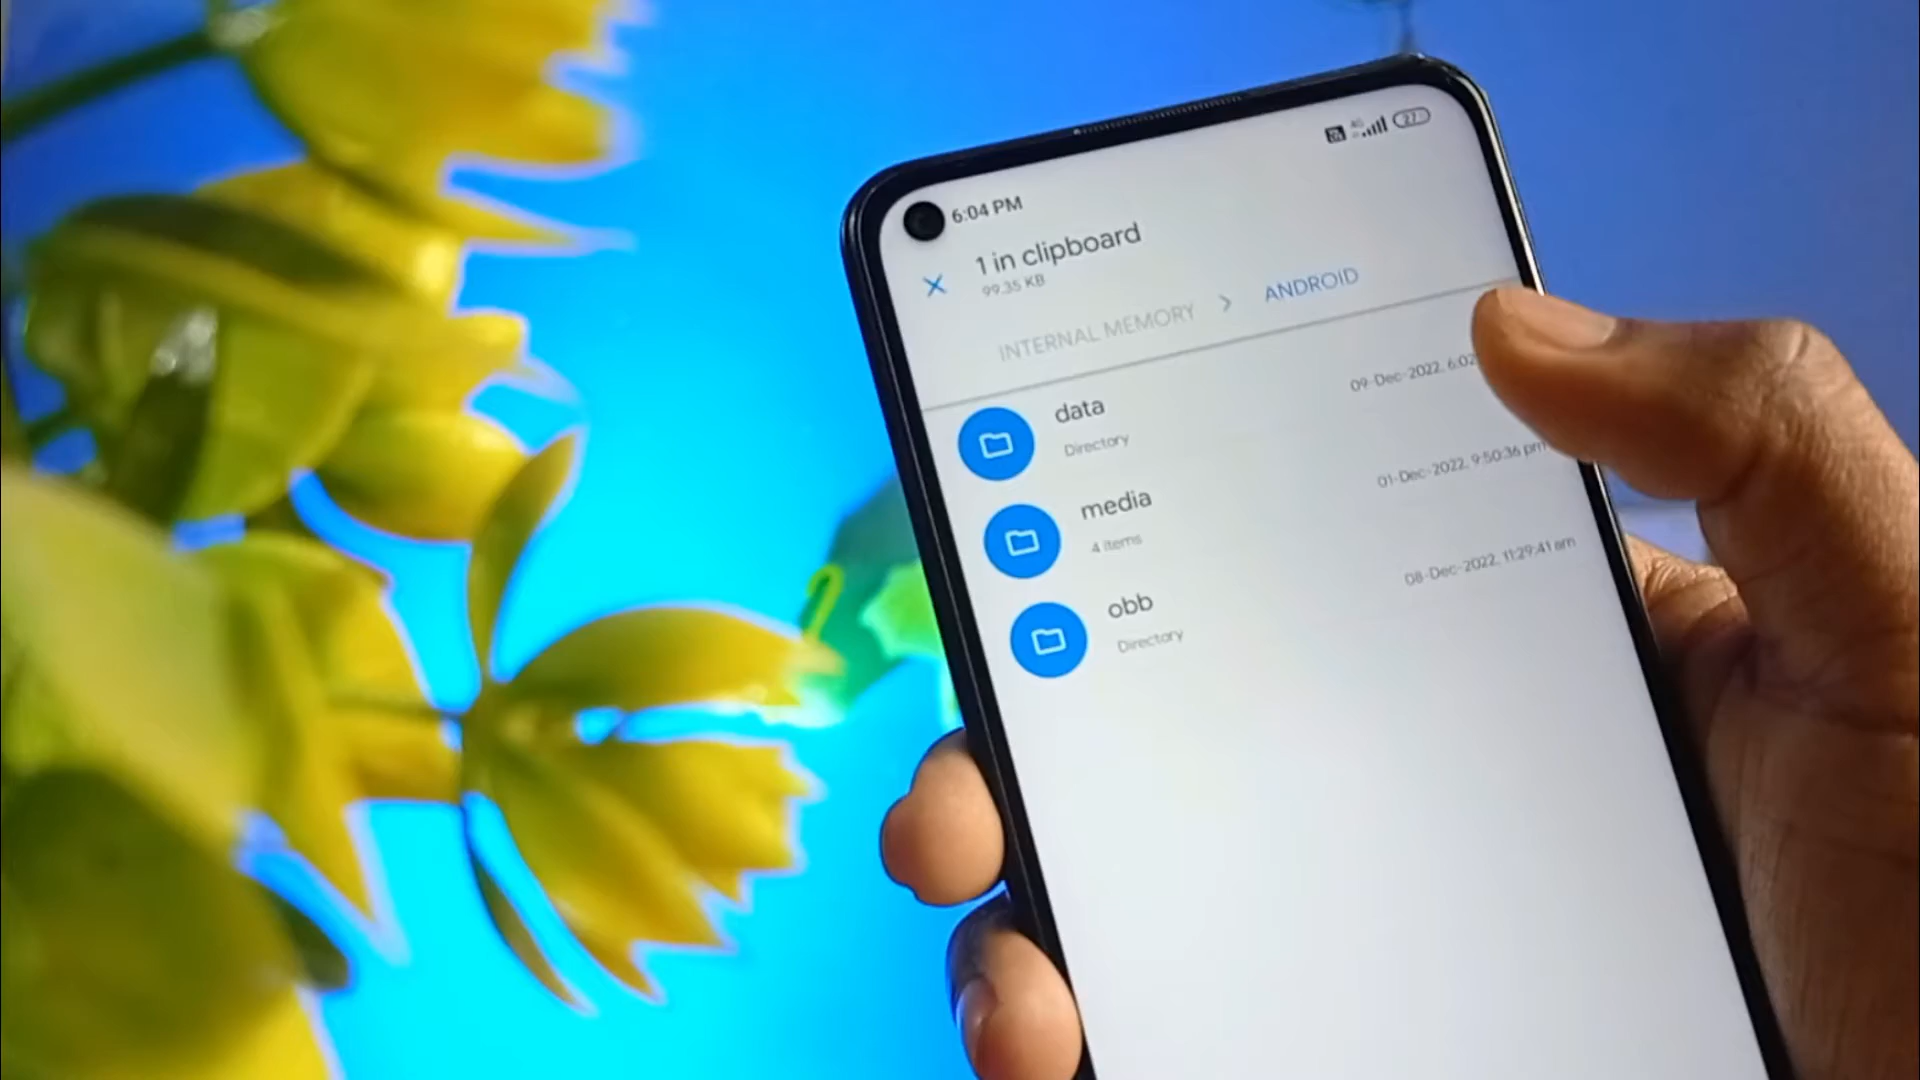 6:04 PM
4G
27
1 in clipboard
99.35 KB
INTERNAL MEMORY > ANDROID
data
Directory
09-Dec-2022, 6:02
media
4 items
01-Dec-2022, 9:50:36 pm
obb
Directory
08-Dec-2022, 11:29:41 am